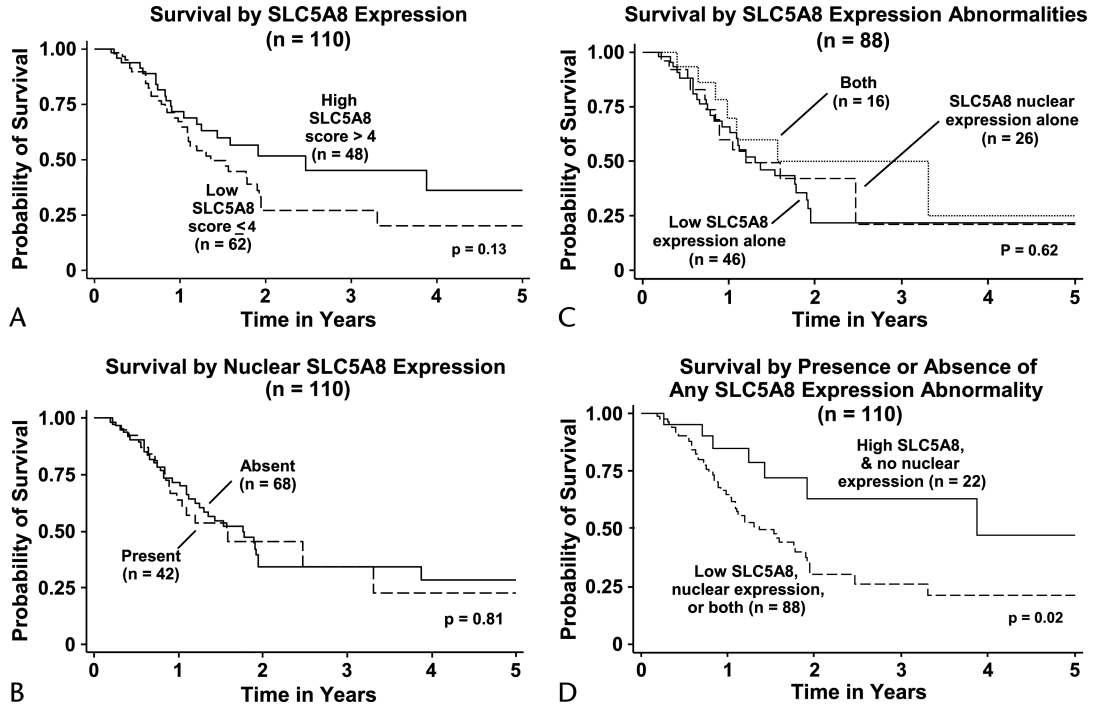 Survival by SLC5A8 Expression
(n = 110)
Probability of Survival
1.00
0.75
0.50
0.25
0
High
SLC5A8
score > 4
(n = 48)
Low
SLC5A8
score ≤4
(n = 62)
p = 0.13
0 1 2 3 4 5
Time in Years
A
Survival by SLC5A8 Expression Abnormalities
(n = 88)
Probability of Survival
1.00
0.75
0.50
0.25
0
Both
(n = 16)
SLC5A8 nuclear
expression alone
(n = 26)
Low SLC5A8
expression alone
(n = 46)
P = 0.62
0 1 2 3 4 5
Time in Years
C
Survival by Nuclear SLC5A8 Expression
(n = 110)
Probability of Survival
1.00
0.75
0.50
0.25
0
Absent
(n = 68)
Present
(n = 42)
p = 0.81
0 1 2 3 4 5
Time in Years
B
Survival by Presence or Absence of
Any SLC5A8 Expression Abnormality
(n = 110)
Probability of Survival
1.00
0.75
0.50
0.25
0
High SLC5A8,
& no nuclear
expression (n = 22)
Low SLC5A8,
nuclear expression,
or both (n = 88)
p = 0.02
0 1 2 3 4 5
Time in Years
D